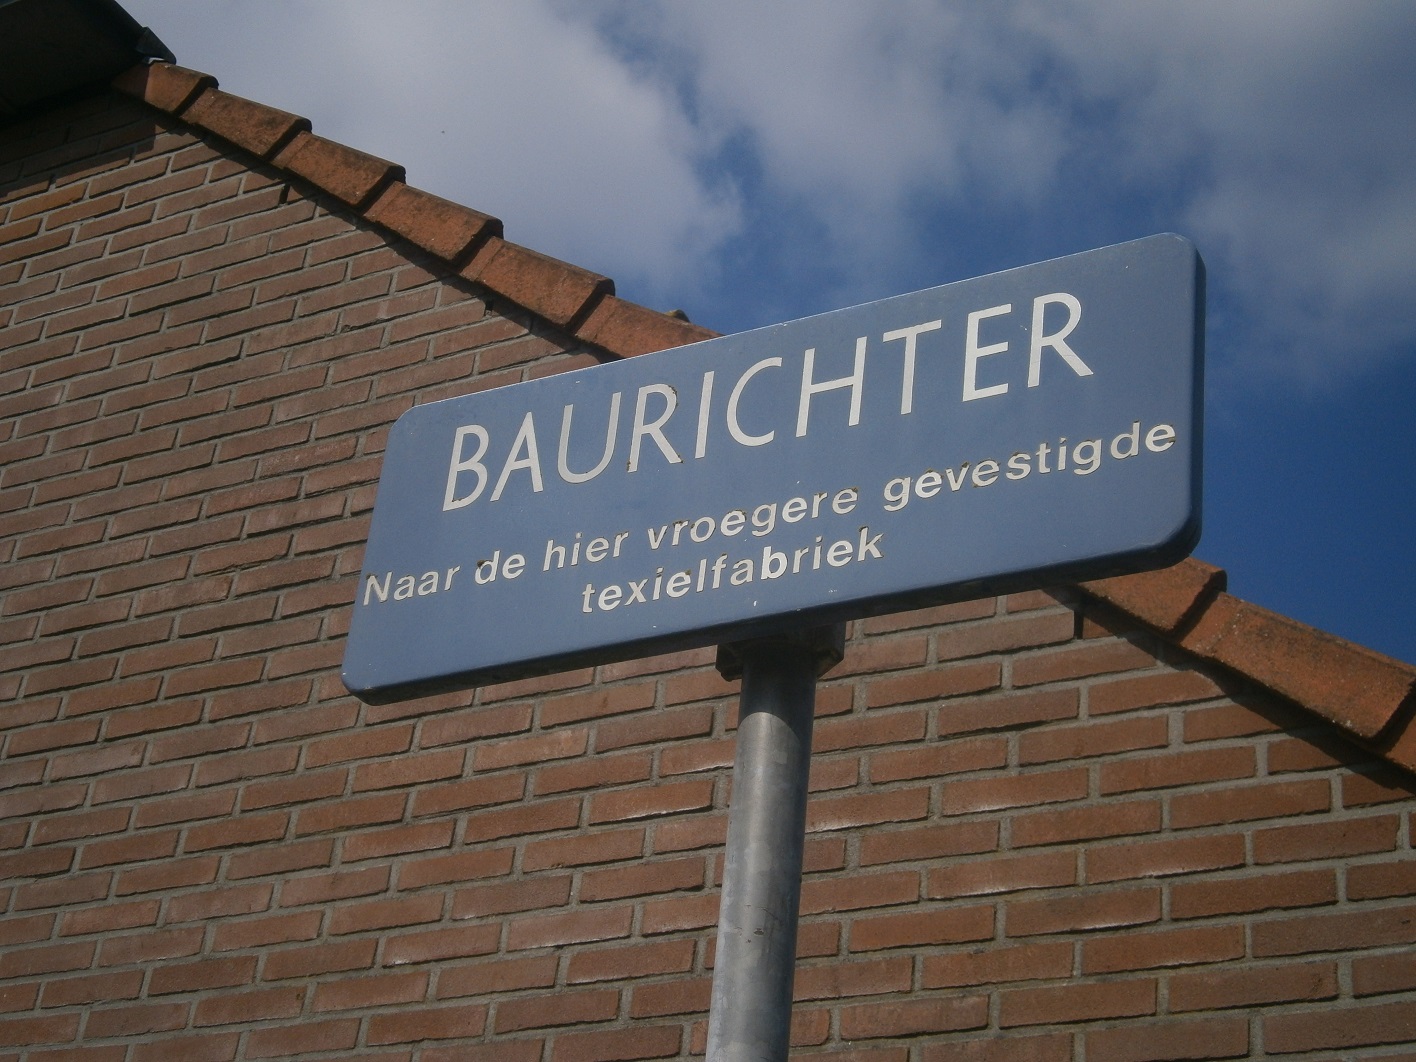 BAURICHTER
Naar de hier vroegere gevestigde
texielfabriek